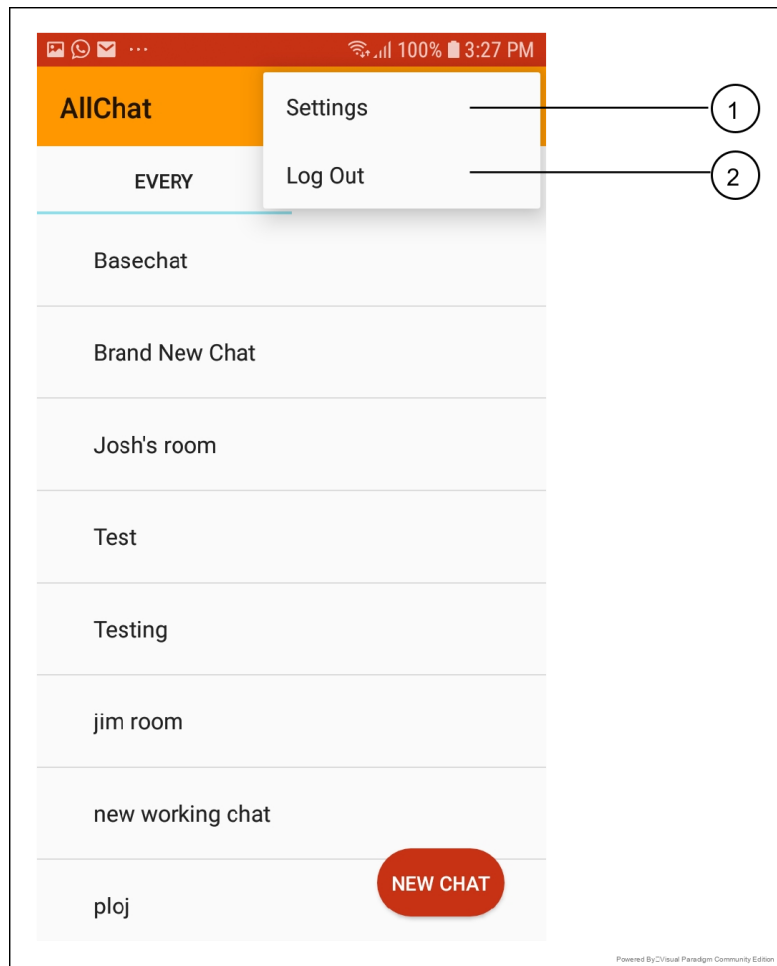 100% 3:27 PM
AllChat
Settings
1
EVERY
Log Out
2
Basechat
Brand New Chat
Josh's room
Test
Testing
jim room
new working chat
NEW CHAT
ploj
Powered By Visual Paradigm Community Edition